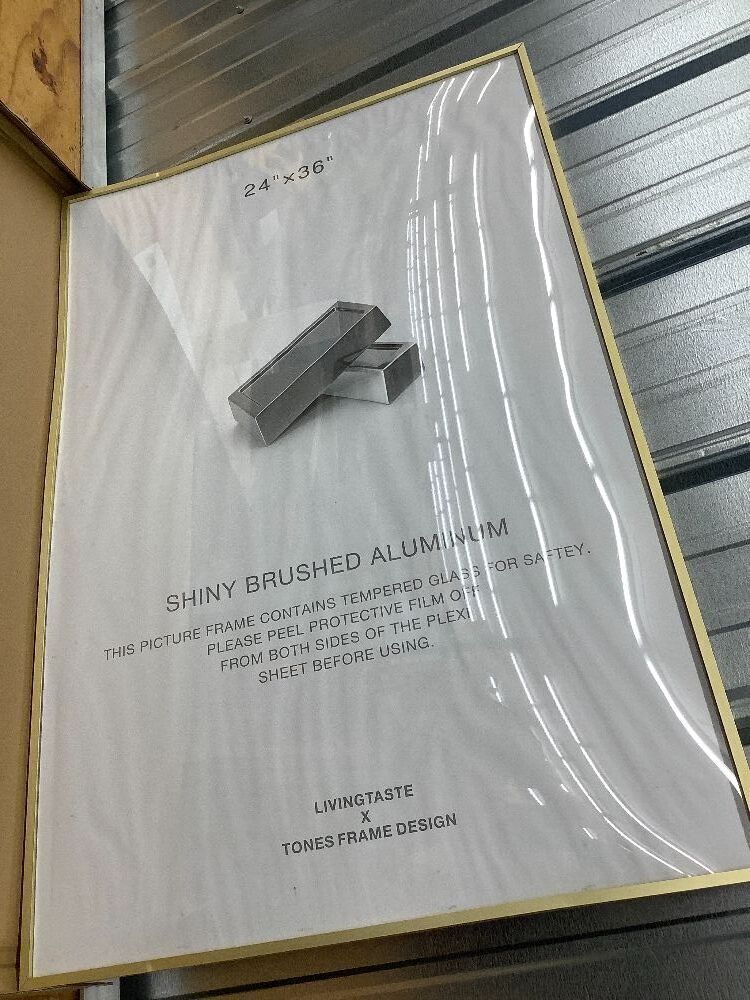 24"x36"
SHINY BRUSHED ALUMINUM
THIS PICTURE FRAME CONTAINS TEMPERED GLASS FOR SAFTEY.
PLEASE PEEL PROTECTIVE FILM OFF
FROM BOTH SIDES OF THE PLEXI
SHEET BEFORE USING.
LIVINGTASTE
X
TONES FRAME DESIGN